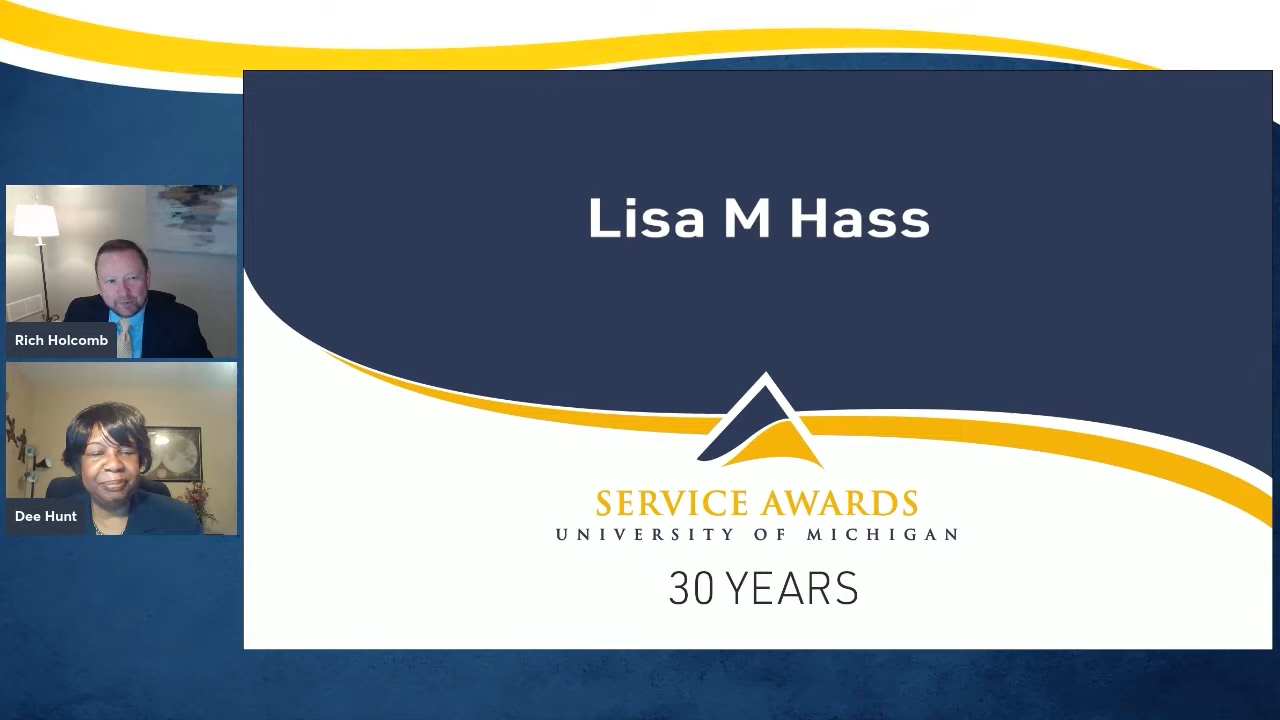 Lisa M Hass
Rich Holcomb
Dee Hunt
SERVICE AWARDS
UNIVERSITY OF MICHIGAN
30 YEARS